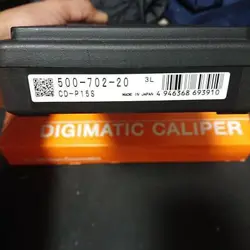 500-702-20 3L
CD-P15S MADE IN JAPAN 4 946368 693910
DIGIMATIC CALIPER